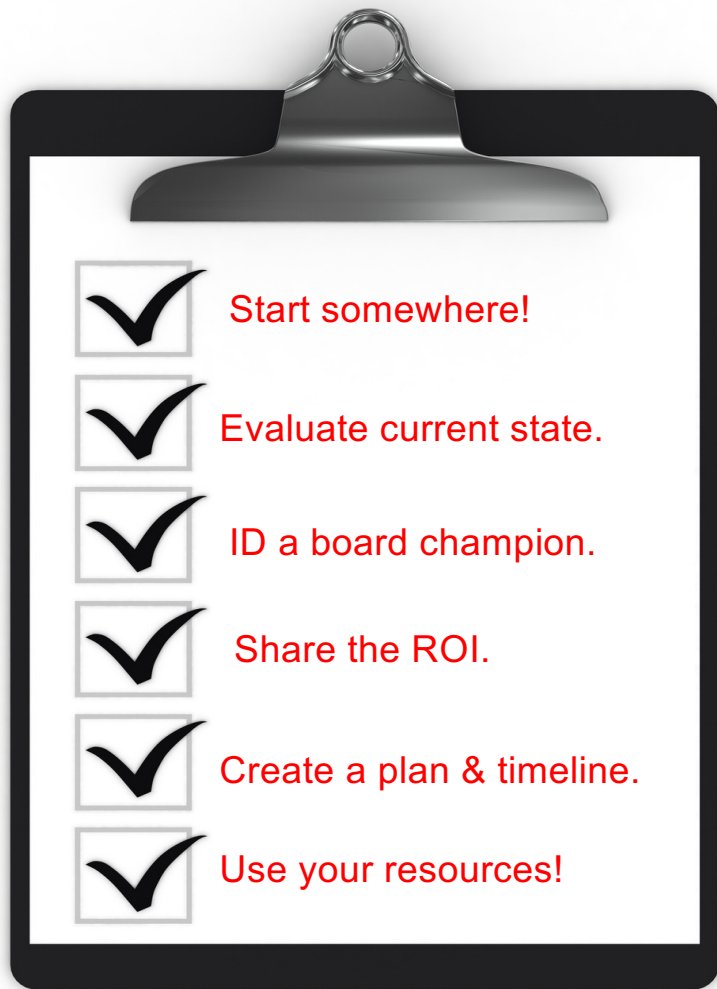 Start somewhere!
Evaluate current state.
ID a board champion.
Share the ROI.
Create a plan & timeline.
Use your resources!